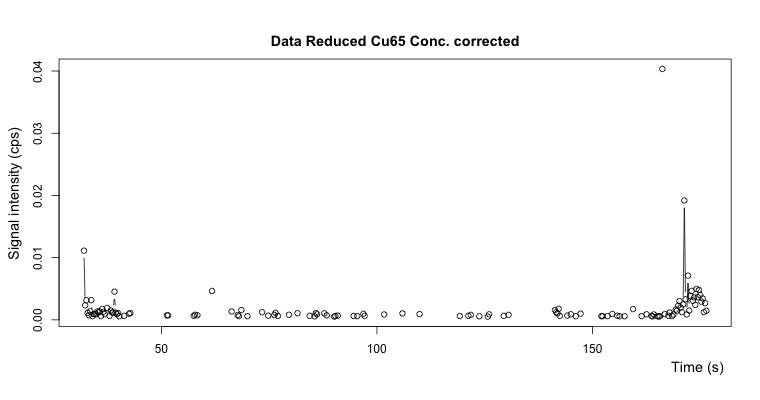 Data Reduced Cu65 Conc. corrected
Signal intensity (cps)
0.04
0.03
0.02
0.01
0.00
50
100
150
Time (s)